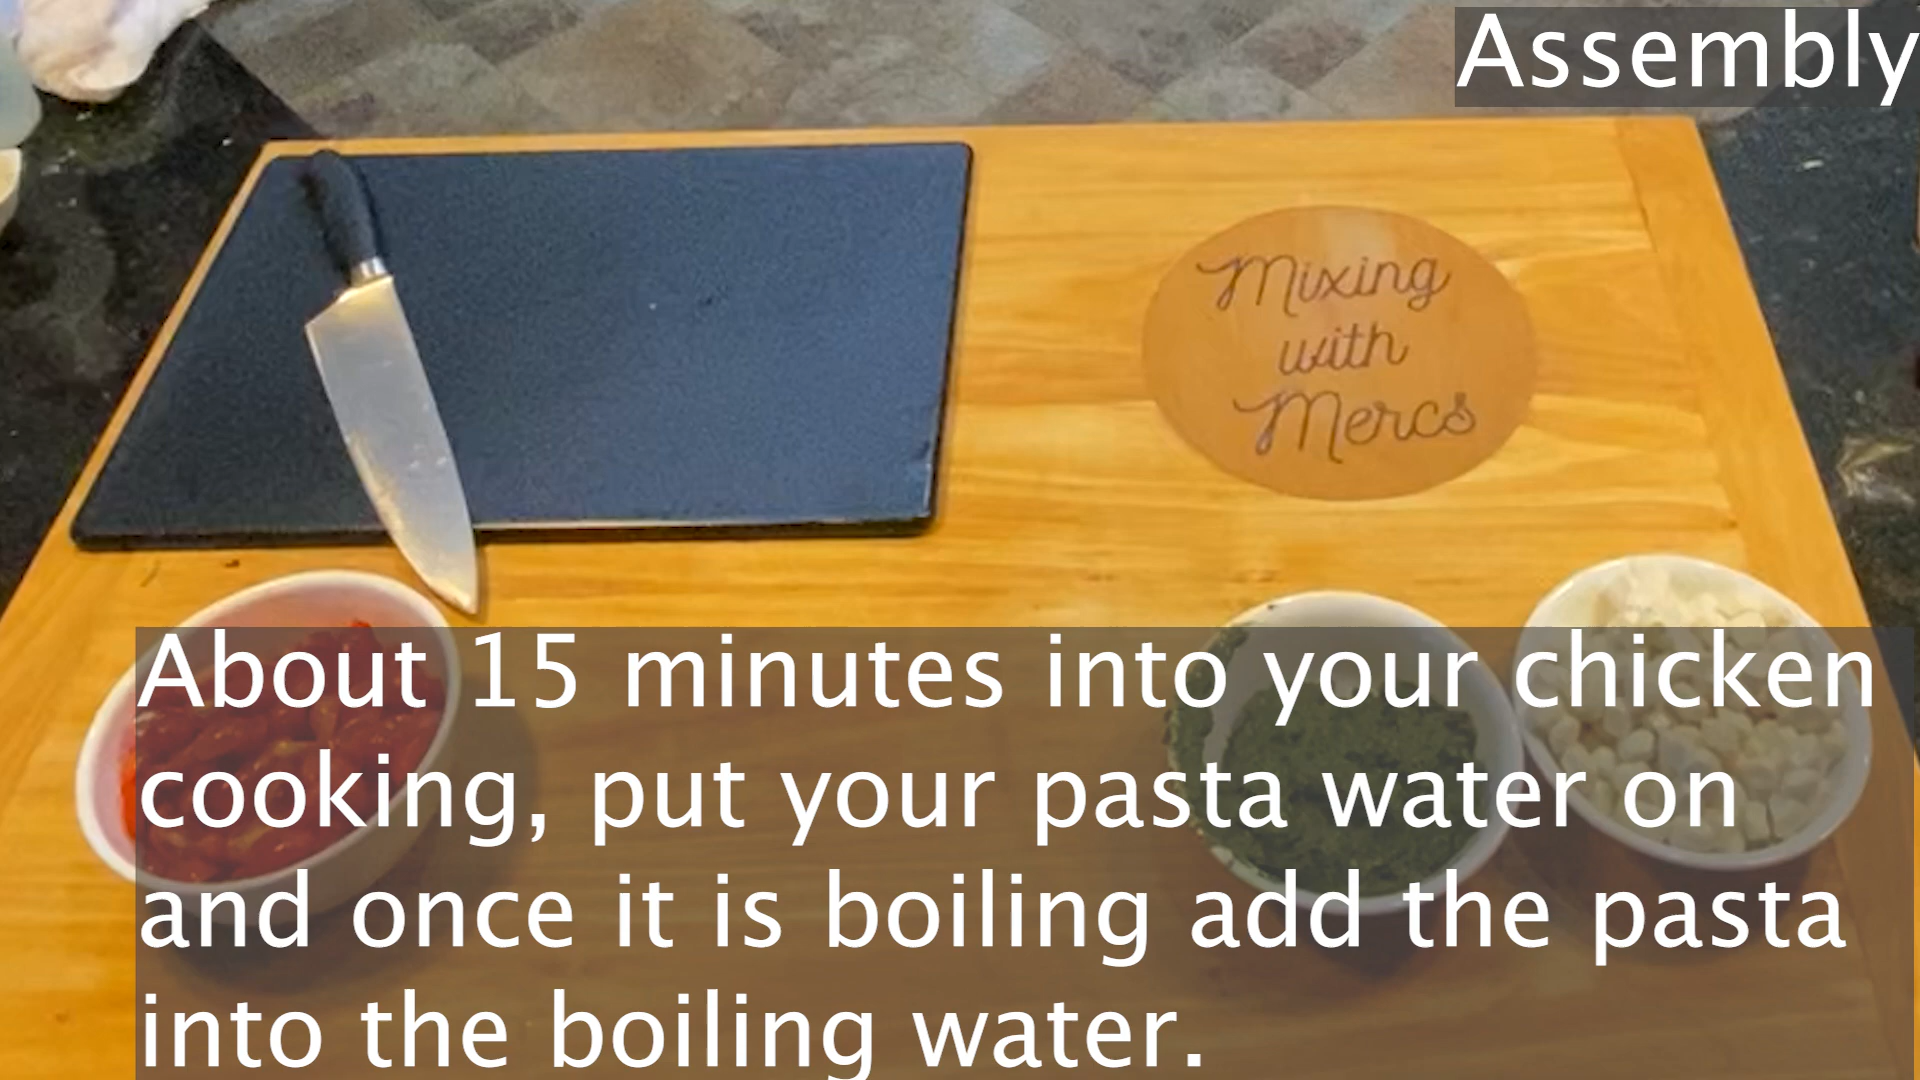 Assembly
Mixing
with
Mercs
About 15 minutes into your chicken
cooking, put your pasta water on
and once it is boiling add the pasta
into the boiling water.